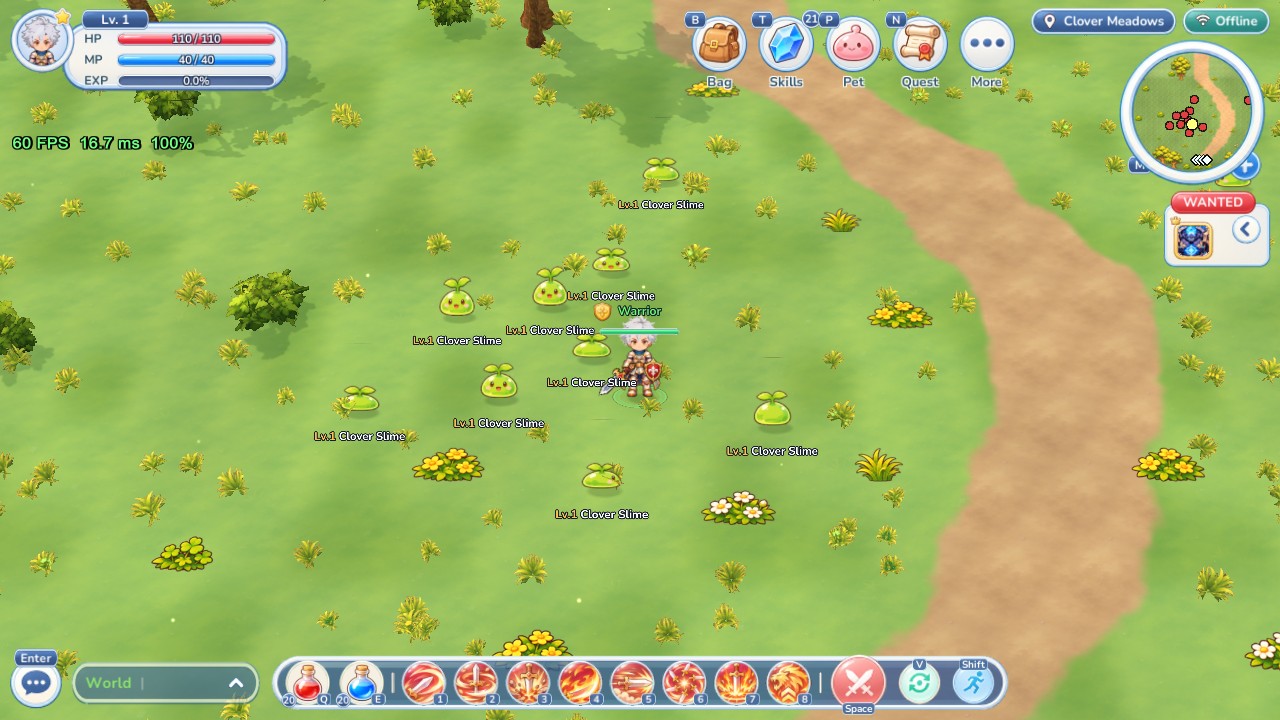 Lv. 1
HP 110 / 110
MP 40 / 40
EXP 0.0%
60 FPS 16.7 ms 100%
B
T
21
P
N
Bag
Skills
Pet
Quest
More
Clover Meadows
Offline
M
WANTED
Lv.1 Clover Slime
Lv.1 Clover Slime
Warrior
Lv.1 Clover Slime
Lv.1 Clover Slime
Lv.1 Clover Slime
Lv.1 Clover Slime
Lv.1 Clover Slime
Lv.1 Clover Slime
Lv.1 Clover Slime
Enter
World
20 Q
20 E
1
2
3
4
5
6
7
8
Space
V
Shift